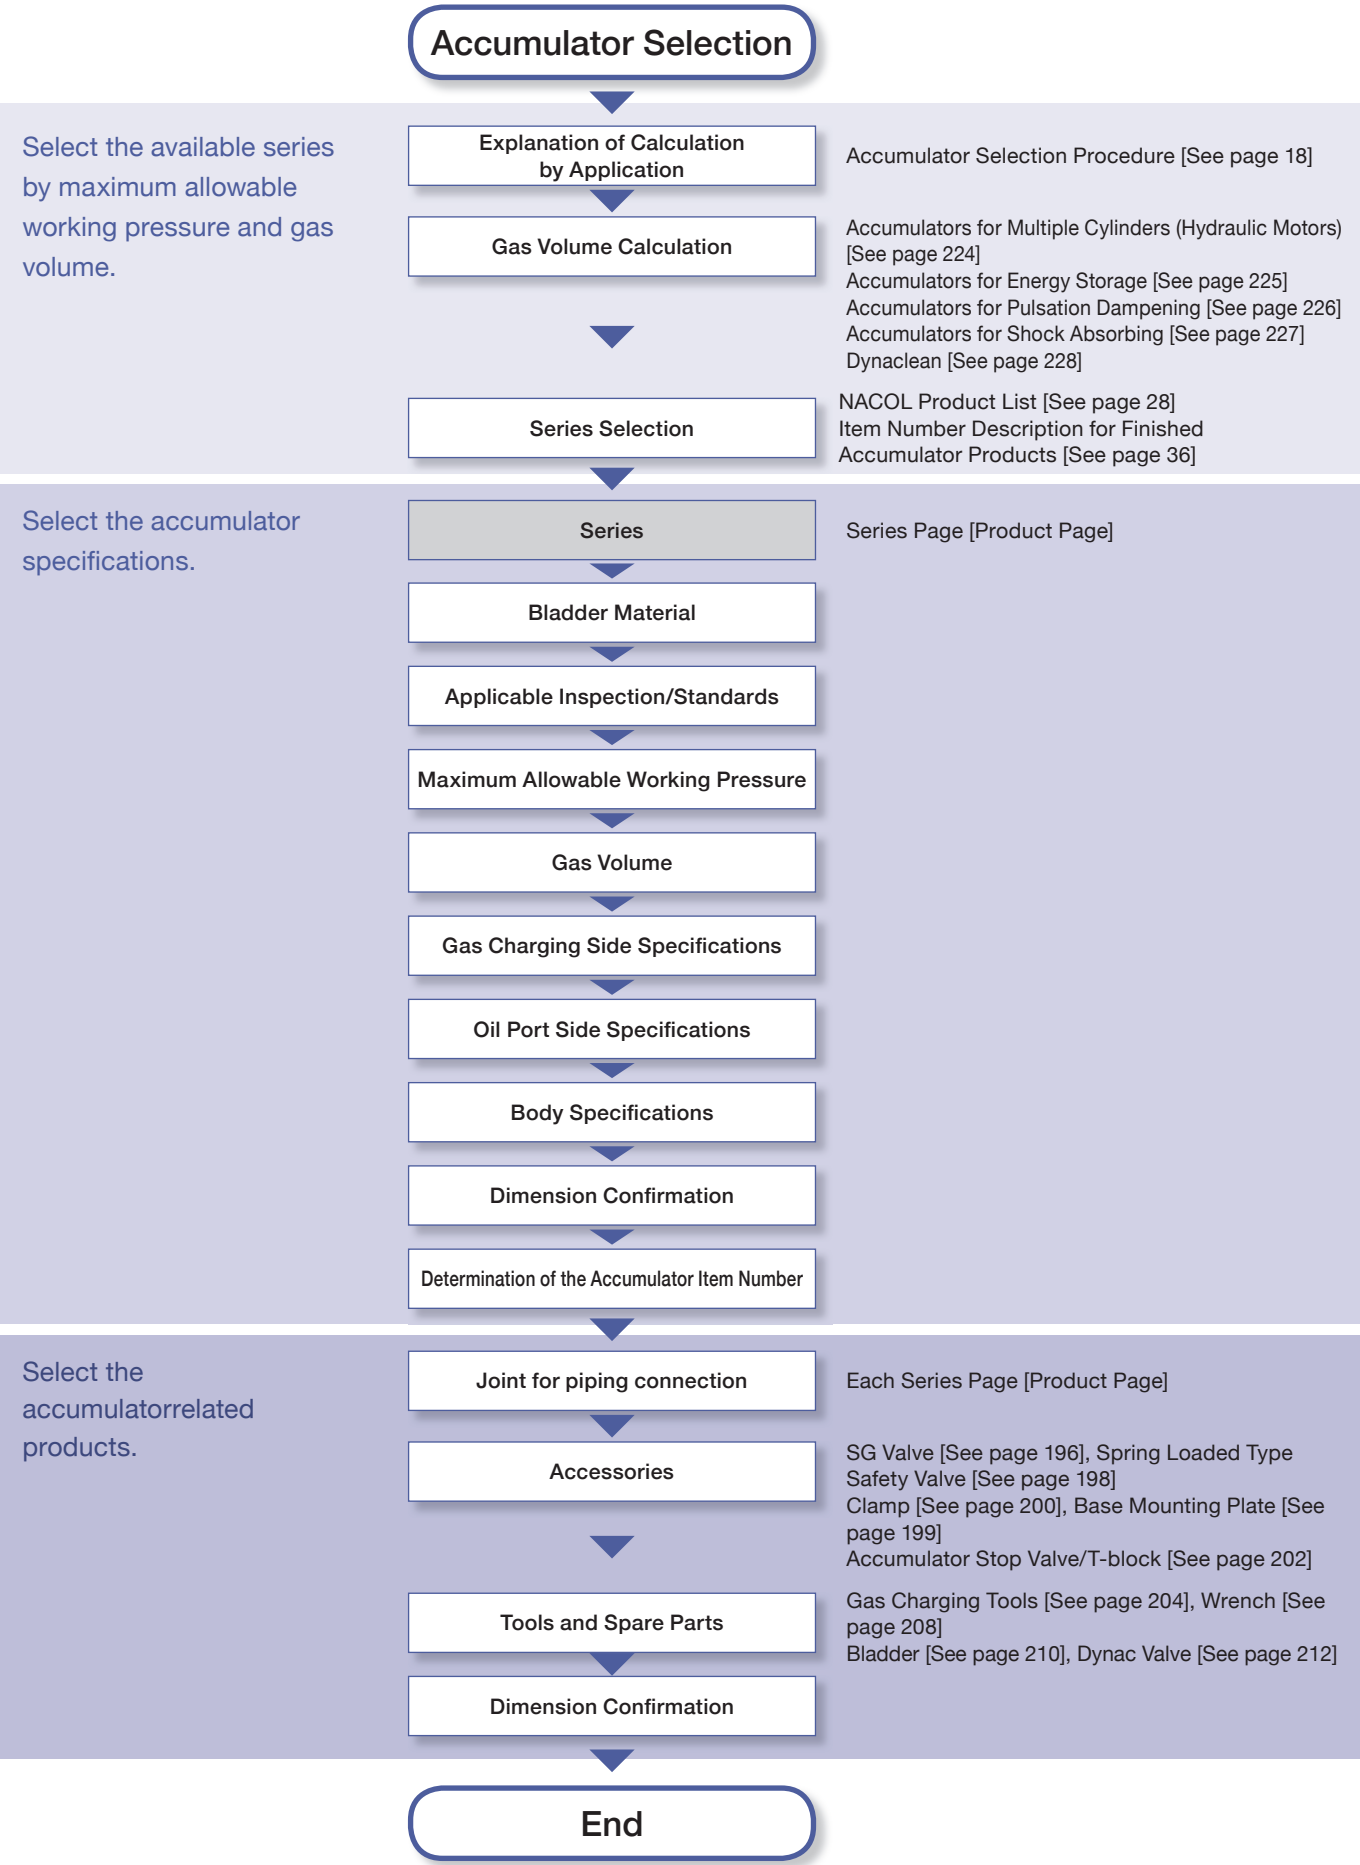 Accumulator Selection
Select the available series
by maximum allowable
working pressure and gas
volume.
Explanation of Calculation
by Application
Accumulator Selection Procedure [See page 18]
Gas Volume Calculation
Accumulators for Multiple Cylinders (Hydraulic Motors)
[See page 224]
Accumulators for Energy Storage [See page 225]
Accumulators for Pulsation Dampening [See page 226]
Accumulators for Shock Absorbing [See page 227]
Dynaclean [See page 228]
Series Selection
NACOL Product List [See page 28]
Item Number Description for Finished
Accumulator Products [See page 36]
Select the accumulator
specifications.
Series
Series Page [Product Page]
Bladder Material
Applicable Inspection/Standards
Maximum Allowable Working Pressure
Gas Volume
Gas Charging Side Specifications
Oil Port Side Specifications
Body Specifications
Dimension Confirmation
Determination of the Accumulator Item Number
Select the
accumulatorrelated
products.
Joint for piping connection
Each Series Page [Product Page]
Accessories
SG Valve [See page 196], Spring Loaded Type
Safety Valve [See page 198]
Clamp [See page 200], Base Mounting Plate [See
page 199]
Accumulator Stop Valve/T-block [See page 202]
Tools and Spare Parts
Gas Charging Tools [See page 204], Wrench [See
page 208]
Bladder [See page 210], Dynac Valve [See page 212]
Dimension Confirmation
End